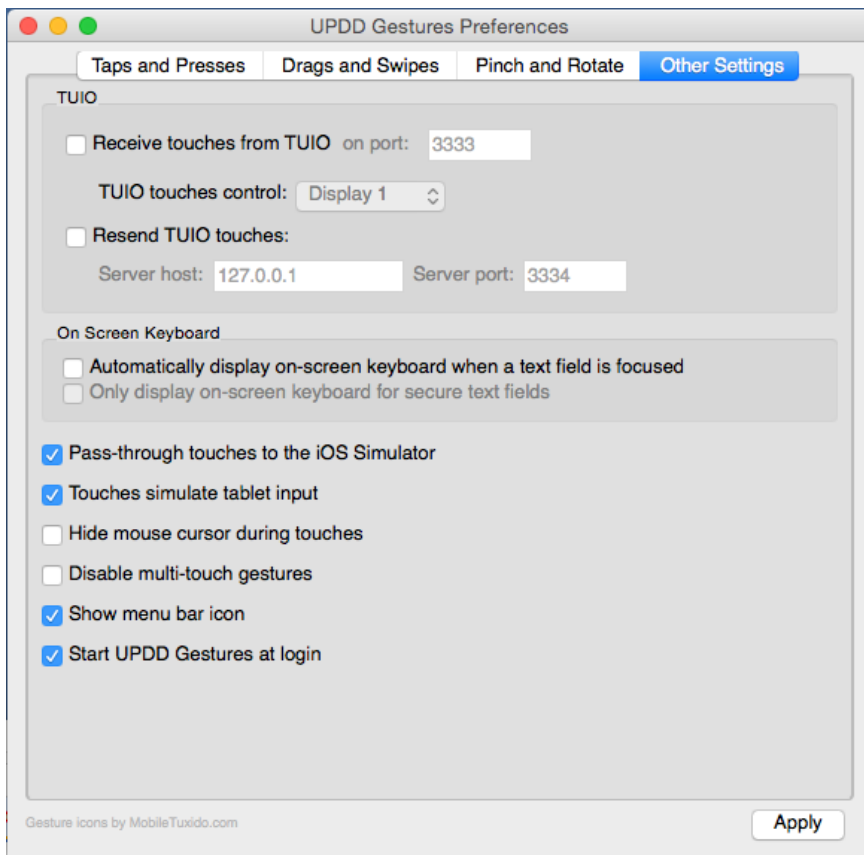 UPDD Gestures Preferences
Taps and Presses Drags and Swipes Pinch and Rotate Other Settings
TUIO
Receive touches from TUIO on port: 3333
TUIO touches control: Display 1
Resend TUIO touches:
Server host: 127.0.0.1 Server port: 3334
On Screen Keyboard
Automatically display on-screen keyboard when a text field is focused
Only display on-screen keyboard for secure text fields
Pass-through touches to the iOS Simulator
Touches simulate tablet input
Hide mouse cursor during touches
Disable multi-touch gestures
Show menu bar icon
Start UPDD Gestures at login
Gesture icons by MobileTuxido.com Apply